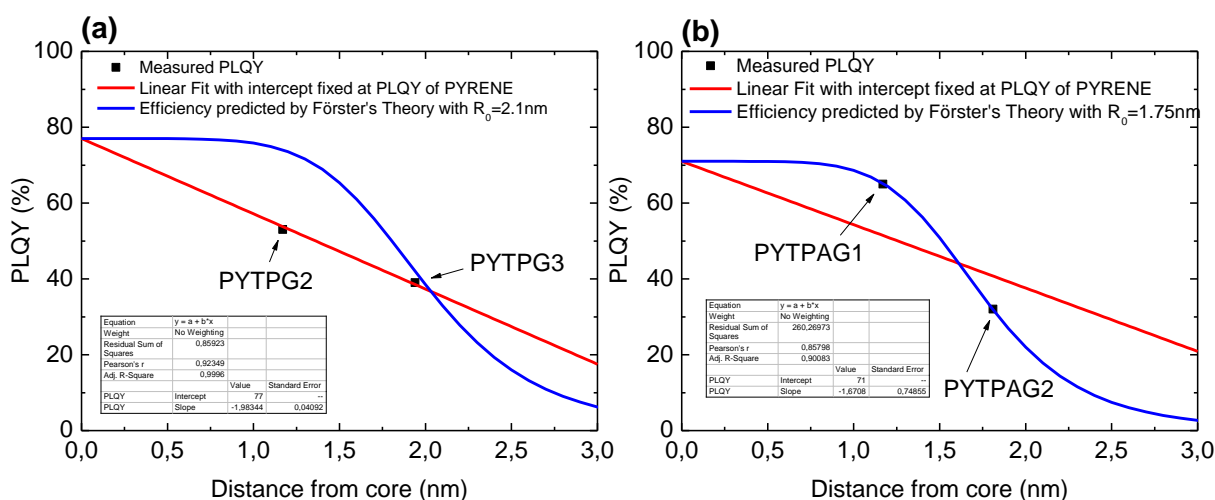 (a)
100
Measured PLQY
Linear Fit with intercept fixed at PLQY of PYRENE
Efficiency predicted by Förster's Theory with R0=2.1nm
80
60
40
20
0
PLQY (%)
PYTPG2
PYTPG3
Equation y = a + b*x
Weight No Weighting
Residual Sum of Squares 0,85923
Pearson's r 0,92349
Adj. R-Square 0,9996
Value Standard Error
PLQY Intercept 77 --
PLQY Slope -1,98344 0,04092
0,0 0,5 1,0 1,5 2,0 2,5 3,0
Distance from core (nm)
(b)
100
Measured PLQY
Linear Fit with intercept fixed at PLQY of PYRENE
Efficiency predicted by Förster's Theory with R0=1.75nm
80
60
40
20
0
PLQY (%)
PYTPAG1
PYTPAG2
Equation y = a + b*x
Weight No Weighting
Residual Sum of Squares 260,26973
Pearson's r 0,85798
Adj. R-Square 0,90083
Value Standard Error
PLQY Intercept 71 --
PLQY Slope -1,6708 0,74855
0,0 0,5 1,0 1,5 2,0 2,5 3,0
Distance from core (nm)